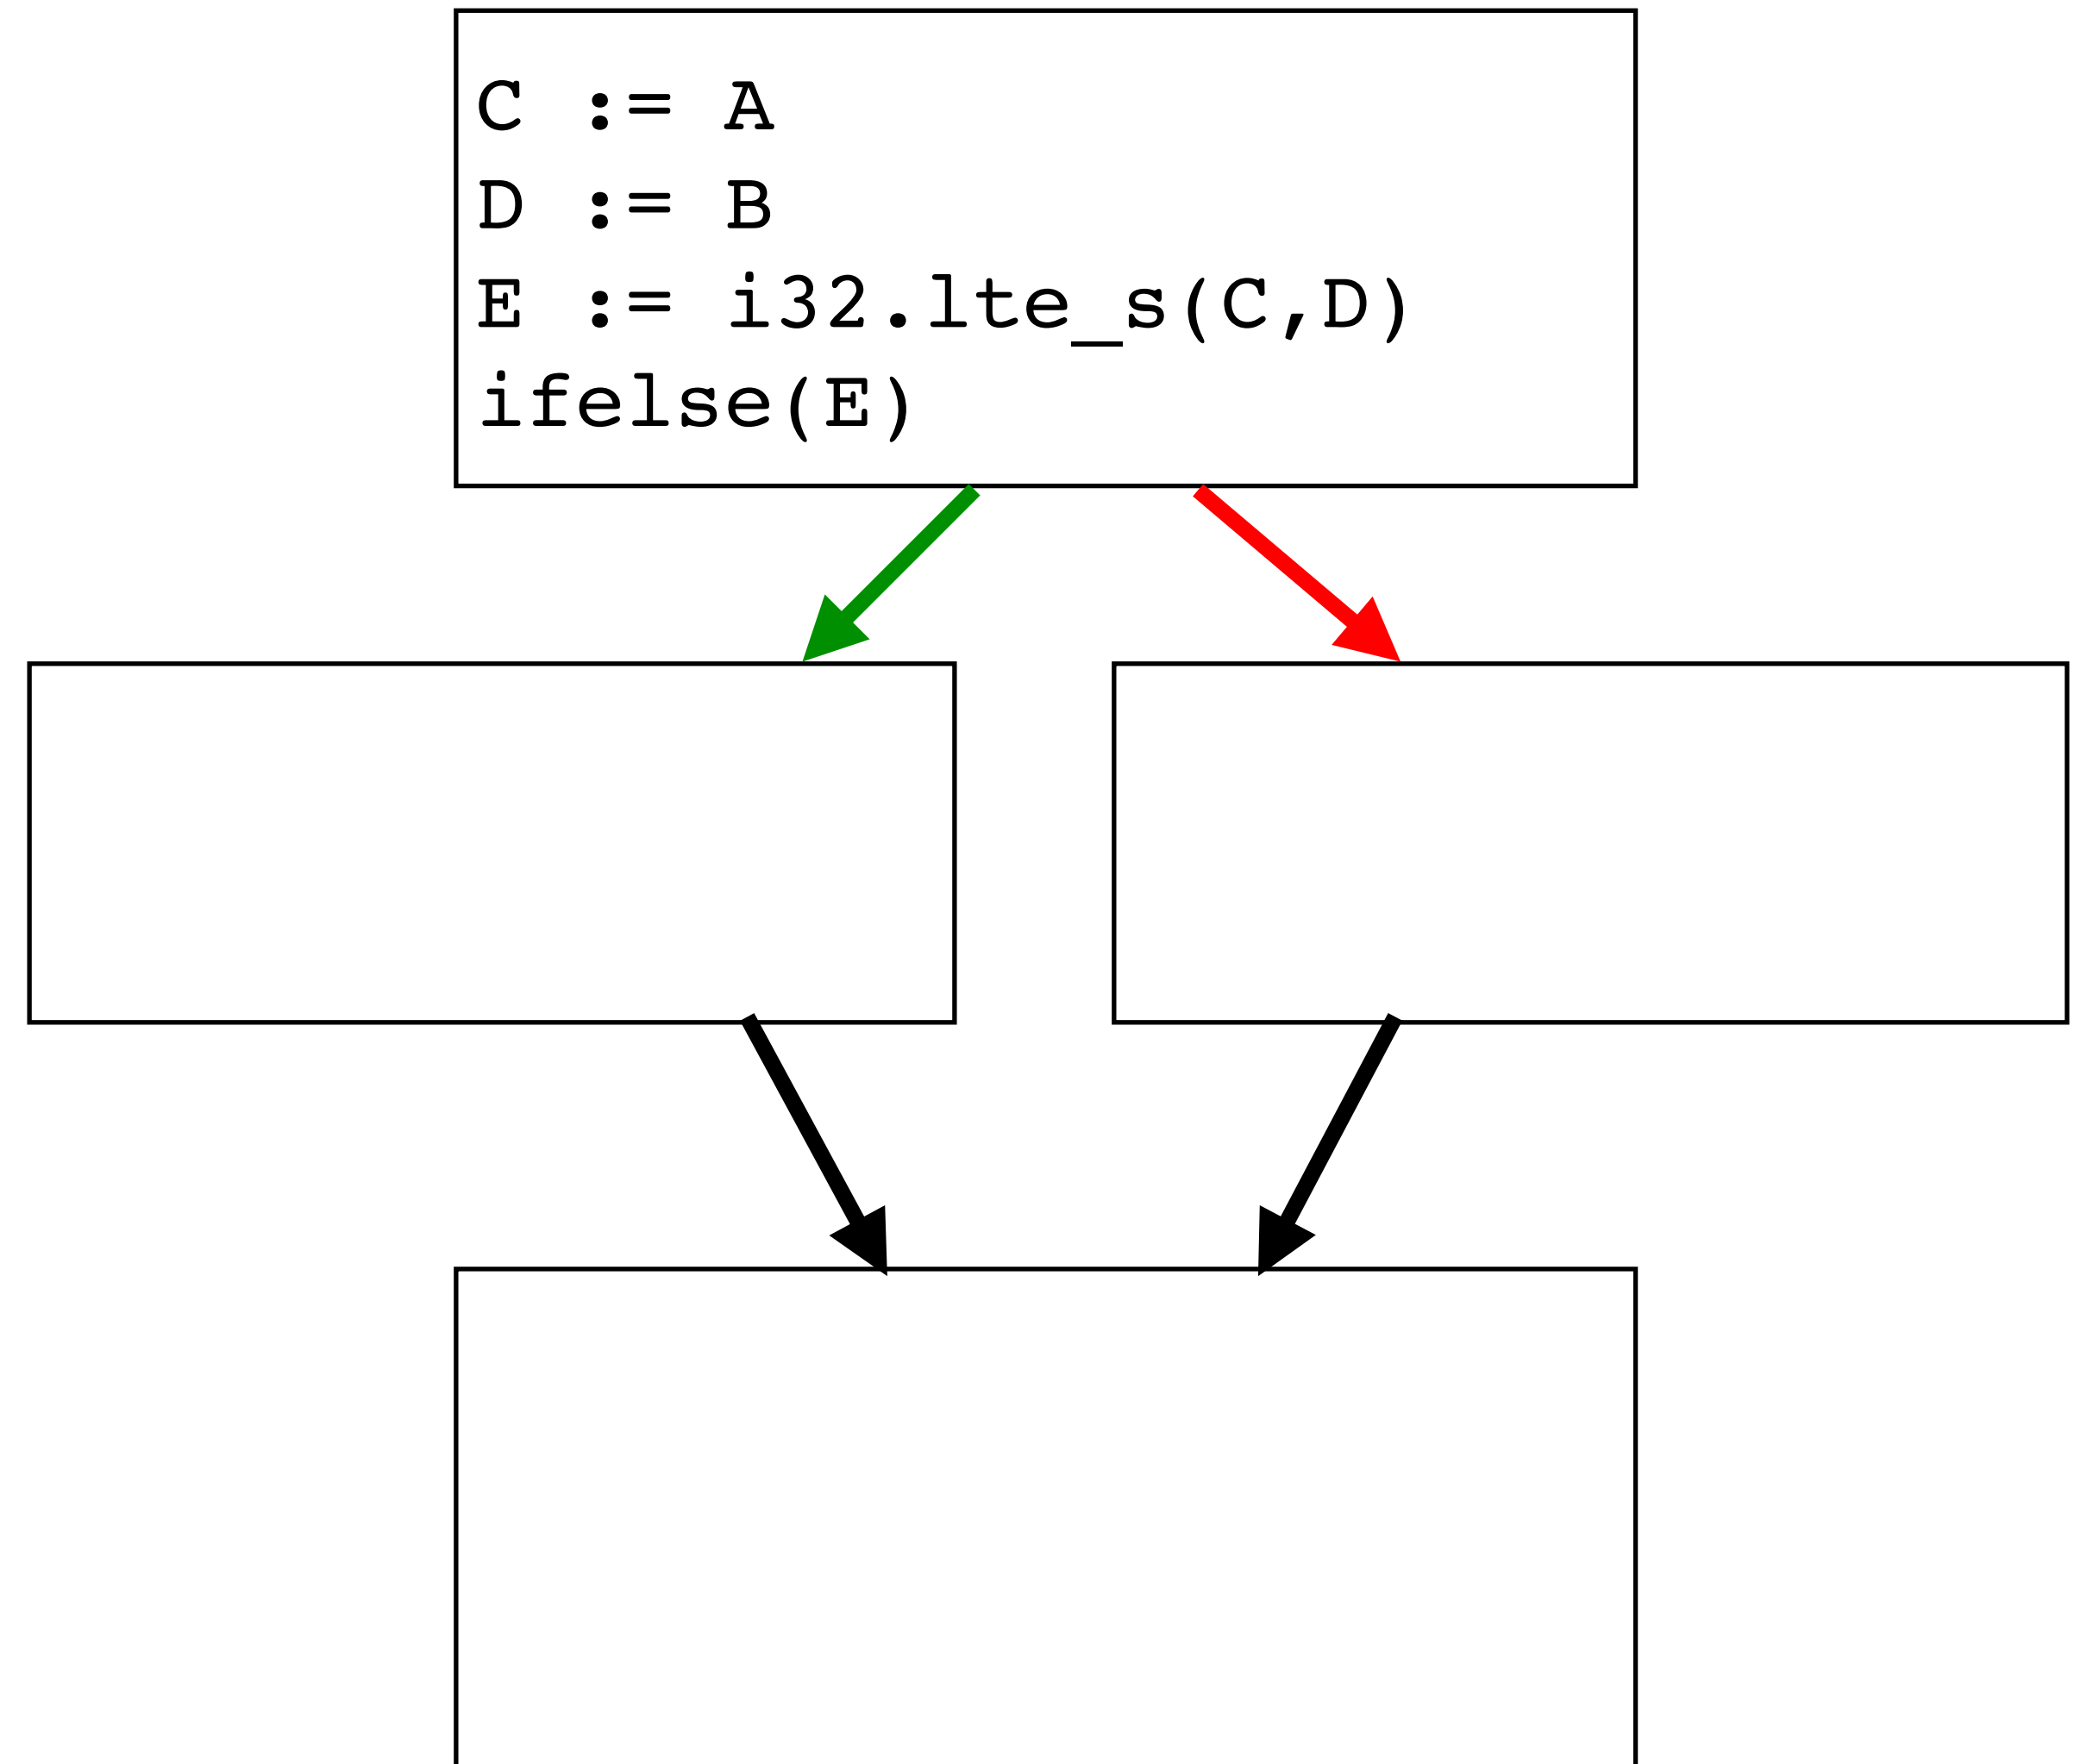 C := A
D := B
E := i32.lte_s(C,D)
ifelse(E)